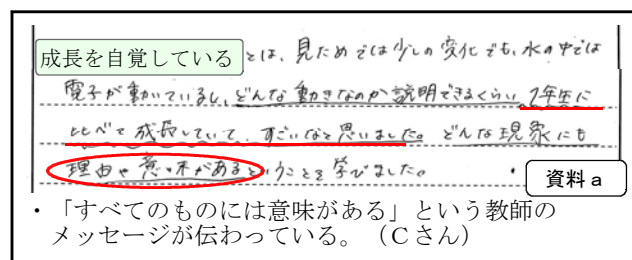 成長を自覚している とは、見ためでは少しの変化でも、水の中では
電子が動いているし、どんな動きなのか説明できるくらい、1年生に
比べて成長していて、すごいなと思いました。どんな現象にも
理由や意味があるということを学びました。
資料a
・「すべてのものには意味がある」という教師の
メッセージが伝わっている。（Cさん）